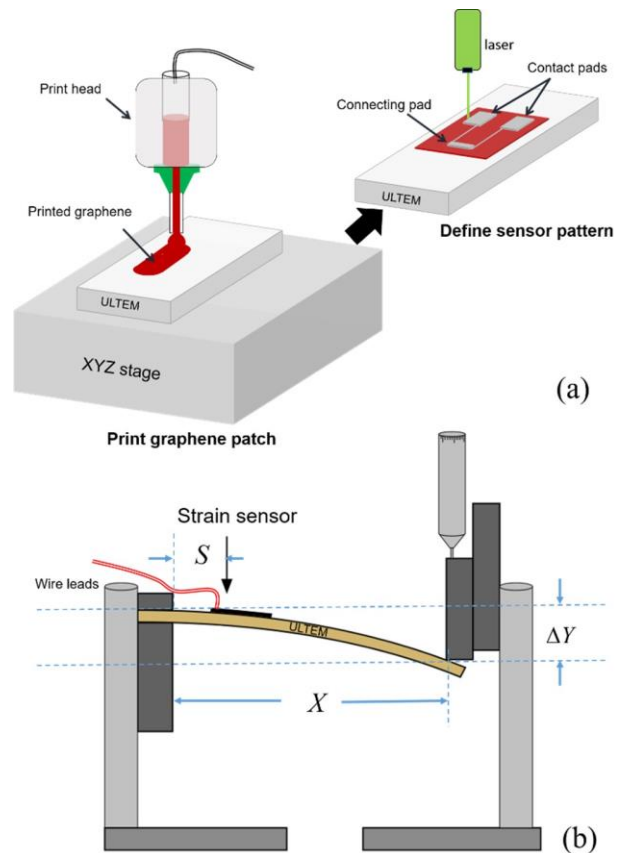 Print head
Printed graphene
ULTEM
XYZ stage
Print graphene patch
laser
Contact pads
Connecting pad
ULTEM
Define sensor pattern
(a)
Strain sensor
S
Wire leads
ULTEM
ΔY
X
(b)